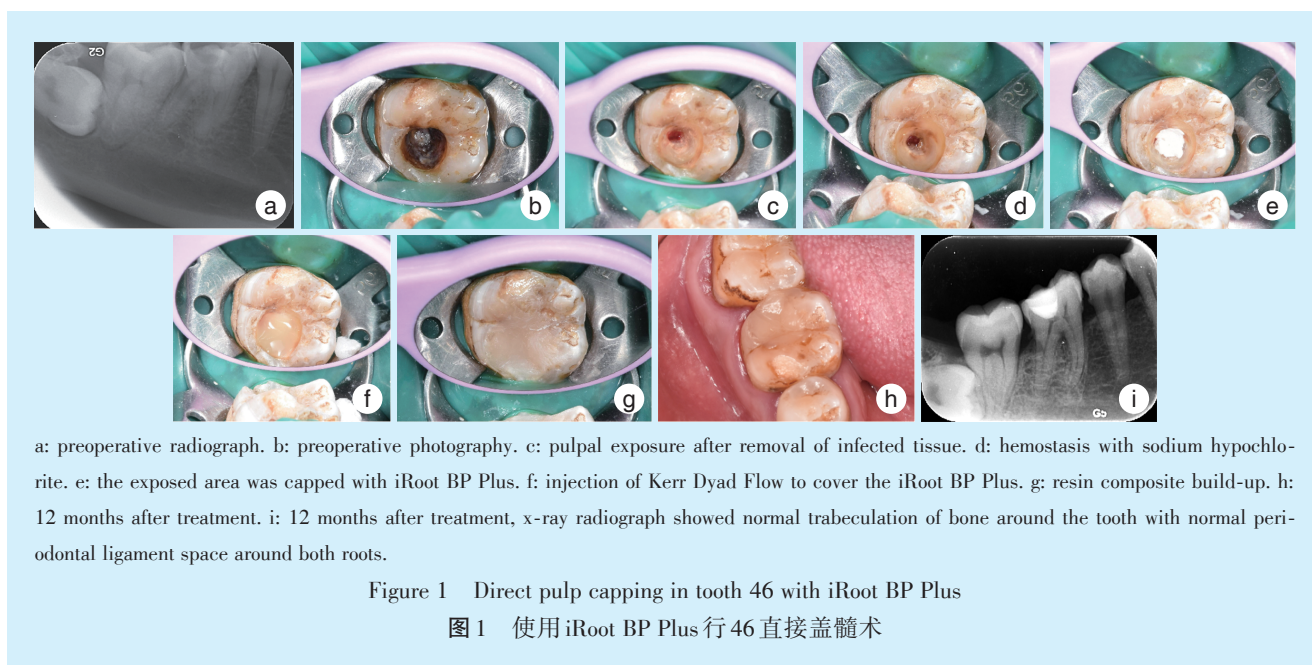 G2
a
b
c
d
e
f
g
h
i
Gb
a: preoperative radiograph. b: preoperative photography. c: pulpal exposure after removal of infected tissue. d: hemostasis with sodium hypochlo-
rite. e: the exposed area was capped with iRoot BP Plus. f: injection of Kerr Dyad Flow to cover the iRoot BP Plus. g: resin composite build-up. h:
12 months after treatment. i: 12 months after treatment, x-ray radiograph showed normal trabeculation of bone around the tooth with normal peri-
odontal ligament space around both roots.
Figure 1 Direct pulp capping in tooth 46 with iRoot BP Plus
图1 使用iRoot BP Plus行46直接盖髓术